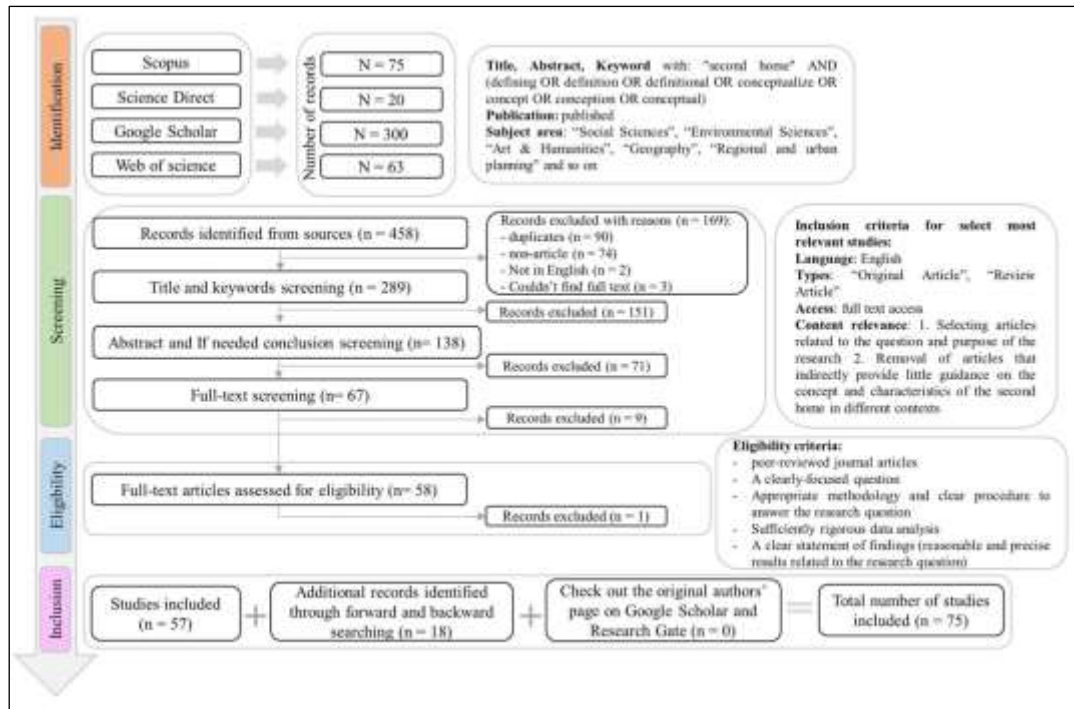 Identification
Scopus
Science Direct
Google Scholar
Web of science
Number of records
N = 75
N = 20
N = 300
N = 63
Title, Abstract, Keyword with: "second home" AND
(defining OR definition OR definitional OR conceptualize OR
concept OR conception OR conceptual)
Publication: published
Subject area: “Social Sciences”, “Environmental Sciences”,
“Art & Humanities”, “Geography”, “Regional and urban
planning” and so on
Screening
Records identified from sources (n = 458)
Records excluded with reasons (n = 169):
- duplicates (n = 90)
- non-article (n = 74)
- Not in English (n = 2)
- Couldn't find full text (n = 3)
Title and keywords screening (n = 289)
Records excluded (n = 151)
Abstract and If needed conclusion screening (n= 138)
Records excluded (n = 71)
Full-text screening (n= 67)
Records excluded (n = 9)
Inclusion criteria for select most
relevant studies:
Language: English
Types: “Original Article”, “Review
Article”
Access: full text access
Content relevance: 1. Selecting articles
related to the question and purpose of the
research 2. Removal of articles that
indirectly provide little guidance on the
concept and characteristics of the second
home in different contexts
Eligibility
Full-text articles assessed for eligibility (n= 58)
Records excluded (n = 1)
Eligibility criteria:
- peer-reviewed journal articles
- A clearly-focused question
- Appropriate methodology and clear procedure to
answer the research question
- Sufficiently rigorous data analysis
- A clear statement of findings (reasonable and precise
results related to the research question)
Inclusion
Studies included
(n = 57)
+
Additional records identified
through forward and backward
searching (n = 18)
+
Check out the original authors'
page on Google Scholar and
Research Gate (n = 0)
=
Total number of studies
included (n = 75)